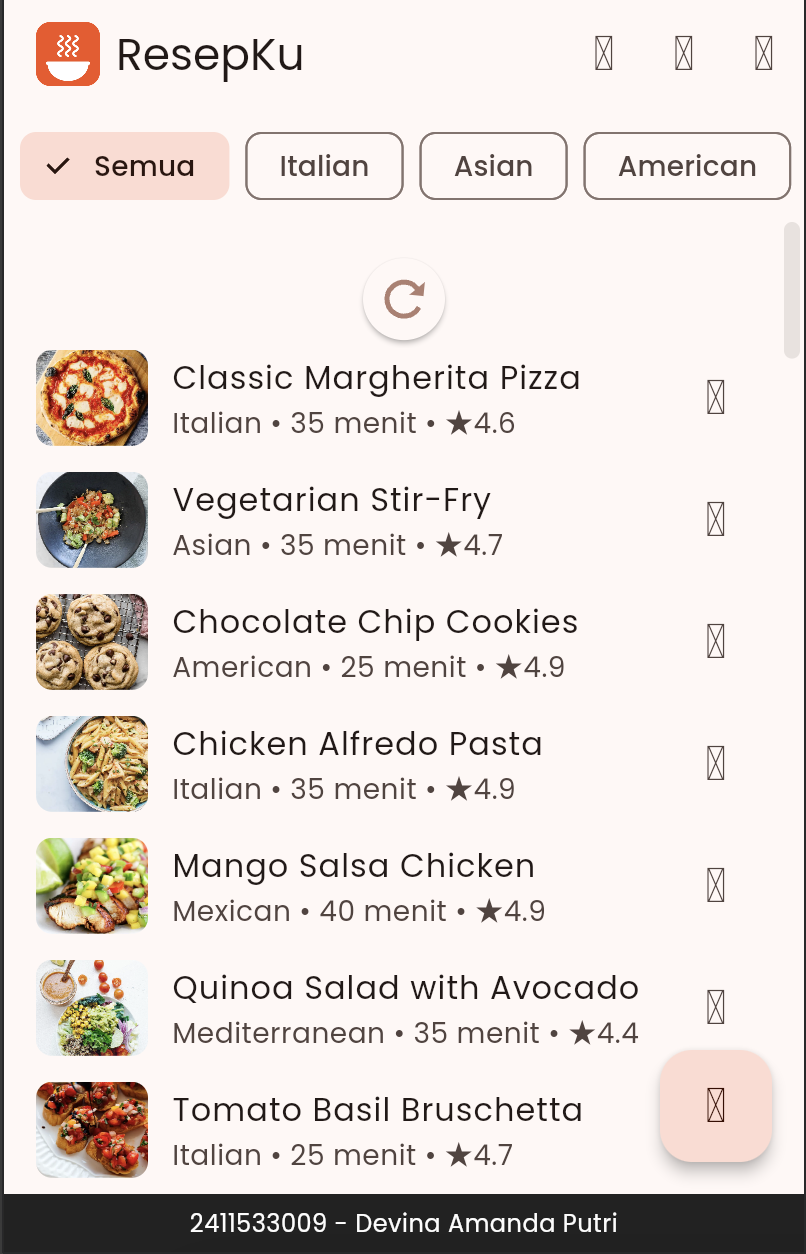 ResepKu
Semua
Italian
Asian
American
Classic Margherita Pizza
Italian • 35 menit • ★4.6
Vegetarian Stir-Fry
Asian • 35 menit • ★4.7
Chocolate Chip Cookies
American • 25 menit • ★4.9
Chicken Alfredo Pasta
Italian • 35 menit • ★4.9
Mango Salsa Chicken
Mexican • 40 menit • ★4.9
Quinoa Salad with Avocado
Mediterranean • 35 menit • ★4.4
Tomato Basil Bruschetta
Italian • 25 menit • ★4.7
2411533009 - Devina Amanda Putri